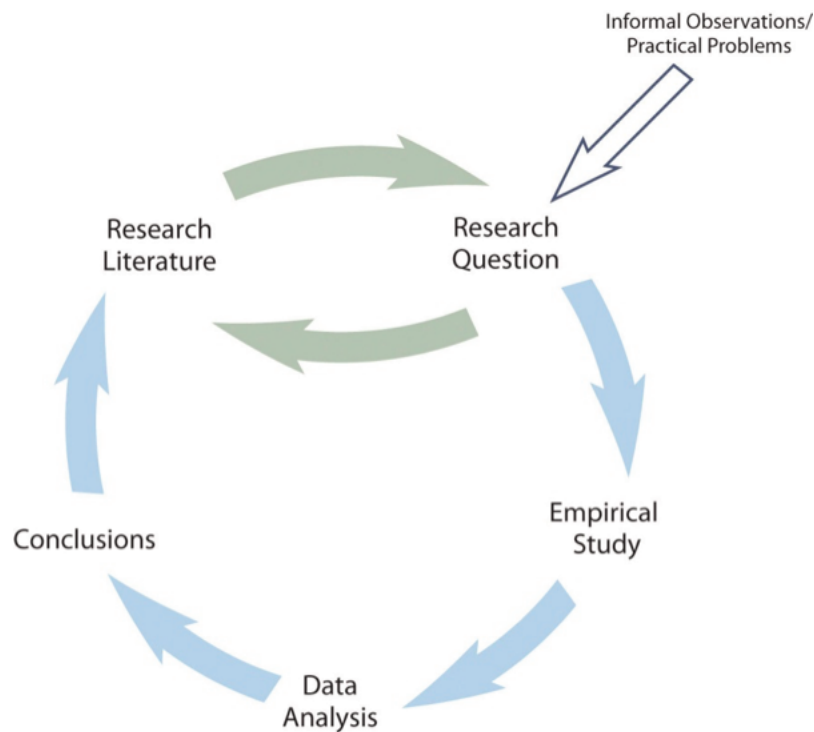 Informal Observations/
Practical Problems
Research
Literature
Research
Question
Empirical
Study
Data
Analysis
Conclusions